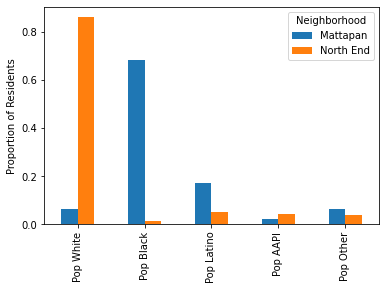 Proportion of Residents
0.8
0.6
0.4
0.2
0.0
Neighborhood
Mattapan
North End
Pop White
Pop Black
Pop Latino
Pop AAPI
Pop Other